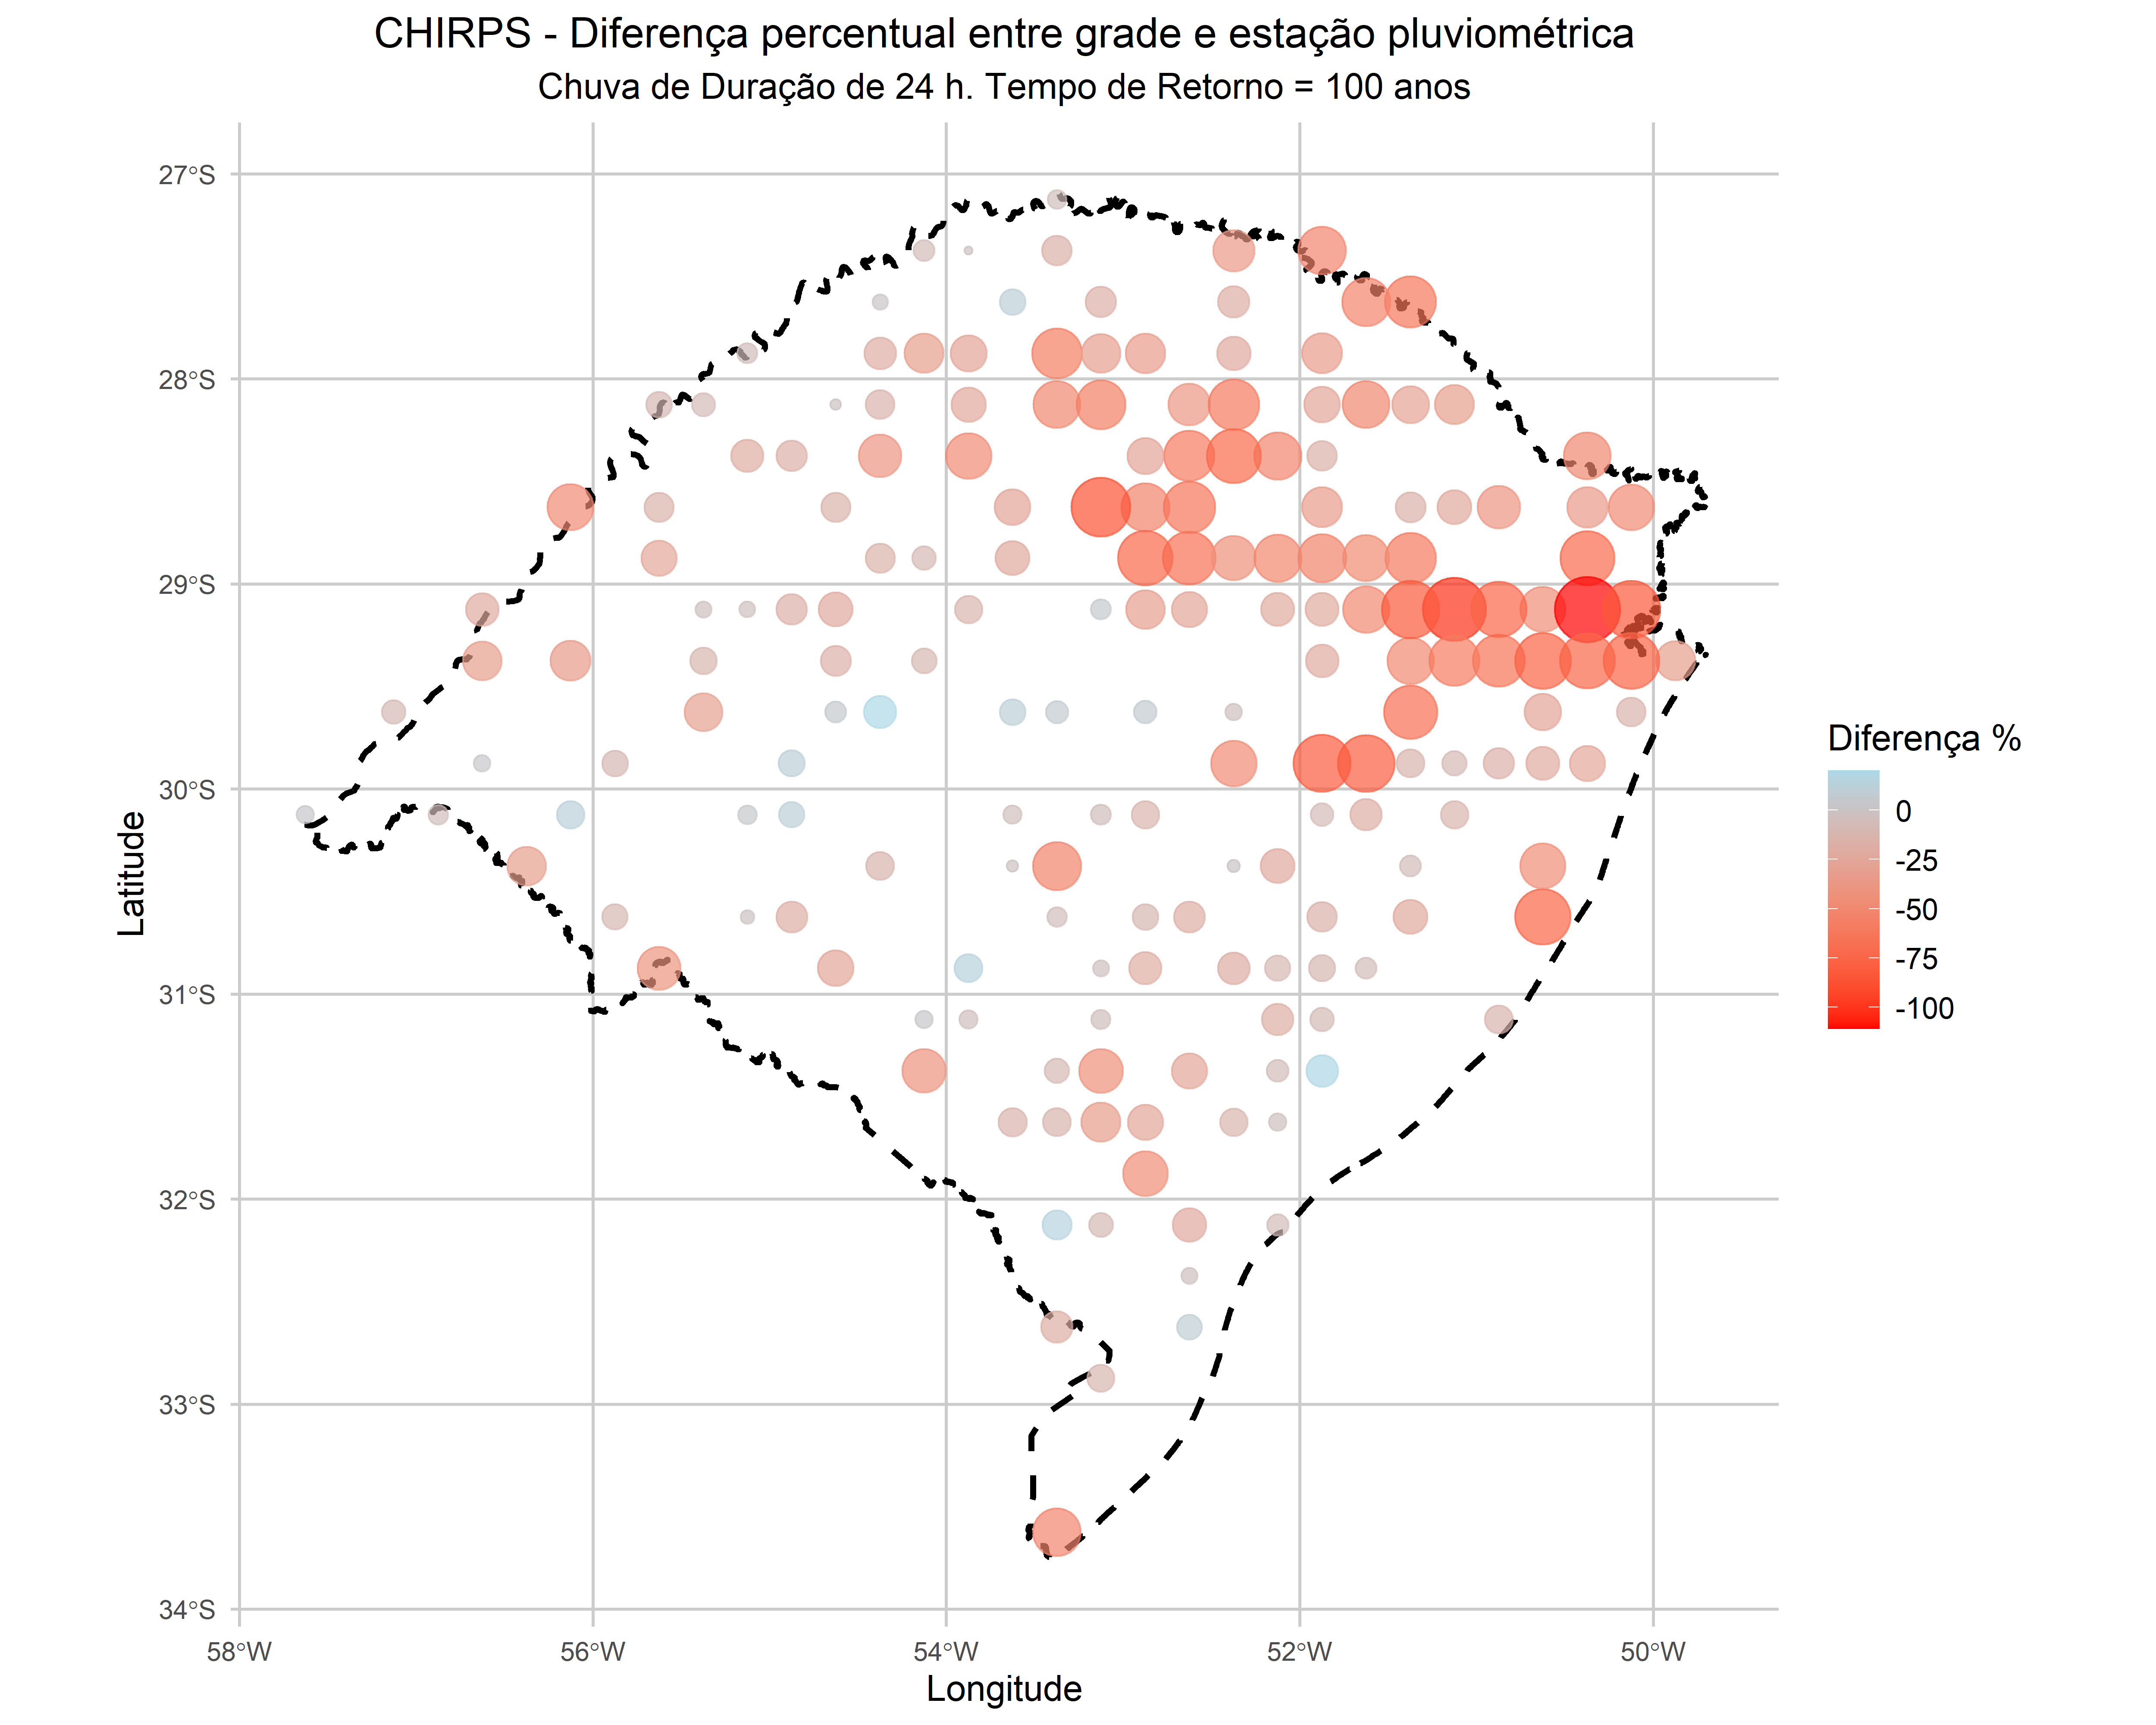 CHIRPS - Diferença percentual entre grade e estação pluviométrica
Chuva de Duração de 24 h. Tempo de Retorno = 100 anos
27°S
28°S
29°S
30°S
31°S
32°S
33°S
34°S
Latitude
58°W
56°W
54°W
52°W
50°W
Longitude
Diferença %
0
-25
-50
-75
-100